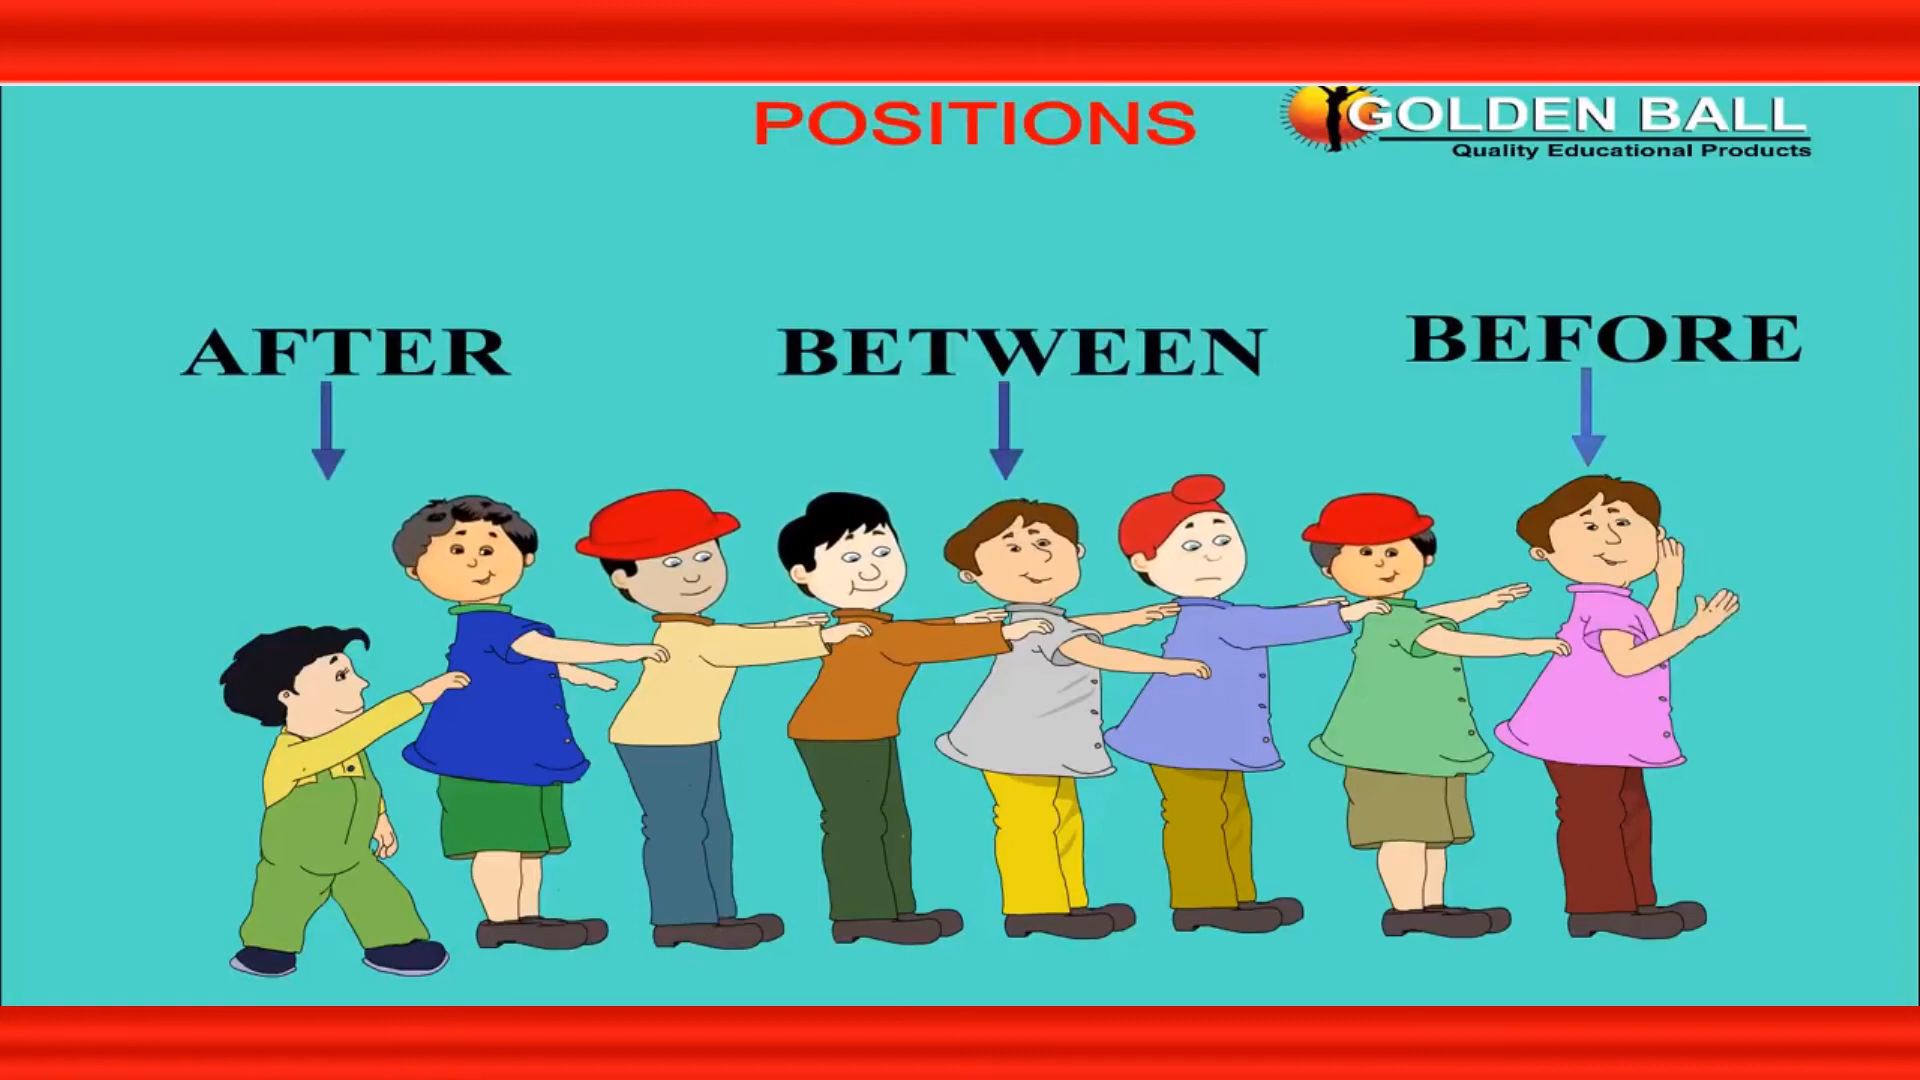 POSITIONS
GOLDEN BALL
Quality Educational Products
AFTER
BETWEEN
BEFORE